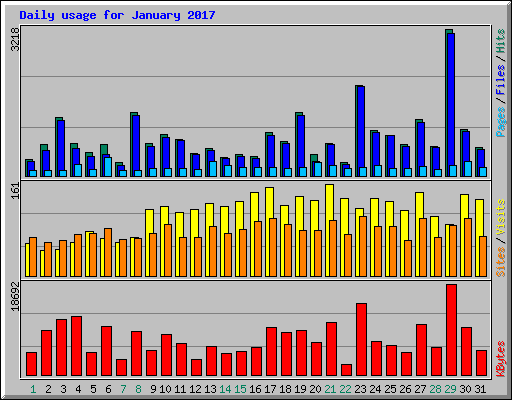 Daily usage for January 2017
3218
Pages / Files / Hits
161
Sites / Visits
18692
KBytes
1 2 3 4 5 6 7 8 9 10 11 12 13 14 15 16 17 18 19 20 21 22 23 24 25 26 27 28 29 30 31